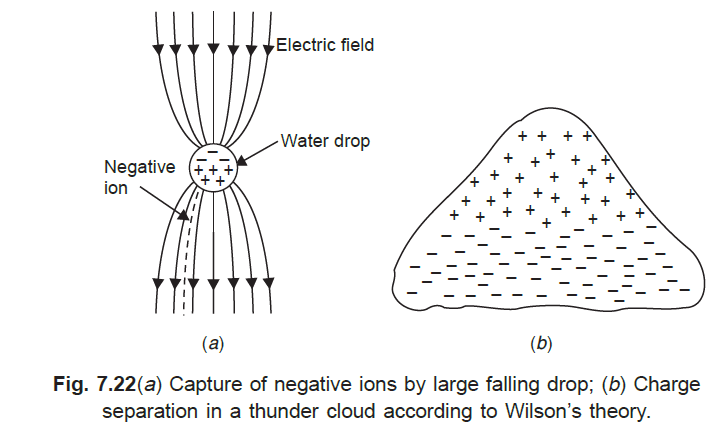 Electric field
Water drop
Negative
ion
(a)
(b)
Fig. 7.22(a) Capture of negative ions by large falling drop; (b) Charge
separation in a thunder cloud according to Wilson's theory.